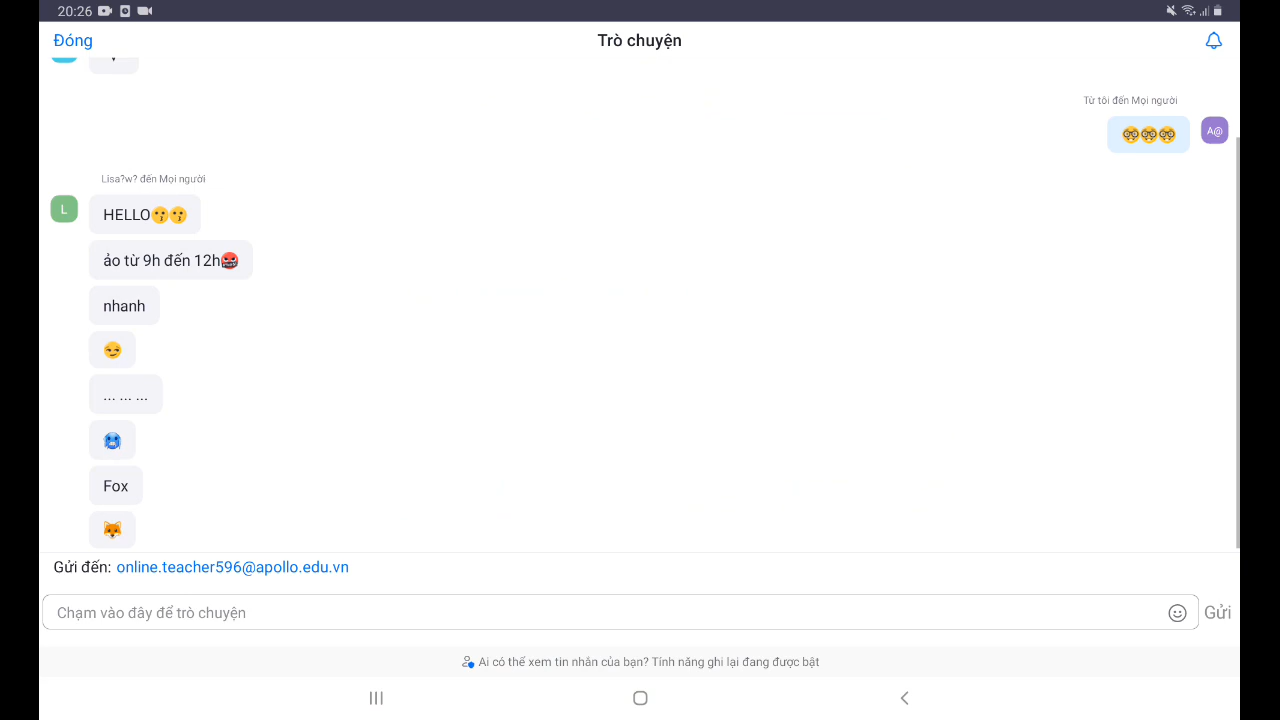 20:26
Đóng
Trò chuyện
Từ tôi đến Mọi người
🤓🤓🤓
A@
Lisa?w? đến Mọi người
L
HELLO😗😗
ảo từ 9h đến 12h🤬
nhanh
😏
... ... ...
🥶
Fox
🦊
Gửi đến: online.teacher596@apollo.edu.vn
Chạm vào đây để trò chuyện
Gửi
Ai có thể xem tin nhắn của bạn? Tính năng ghi lại đang được bật